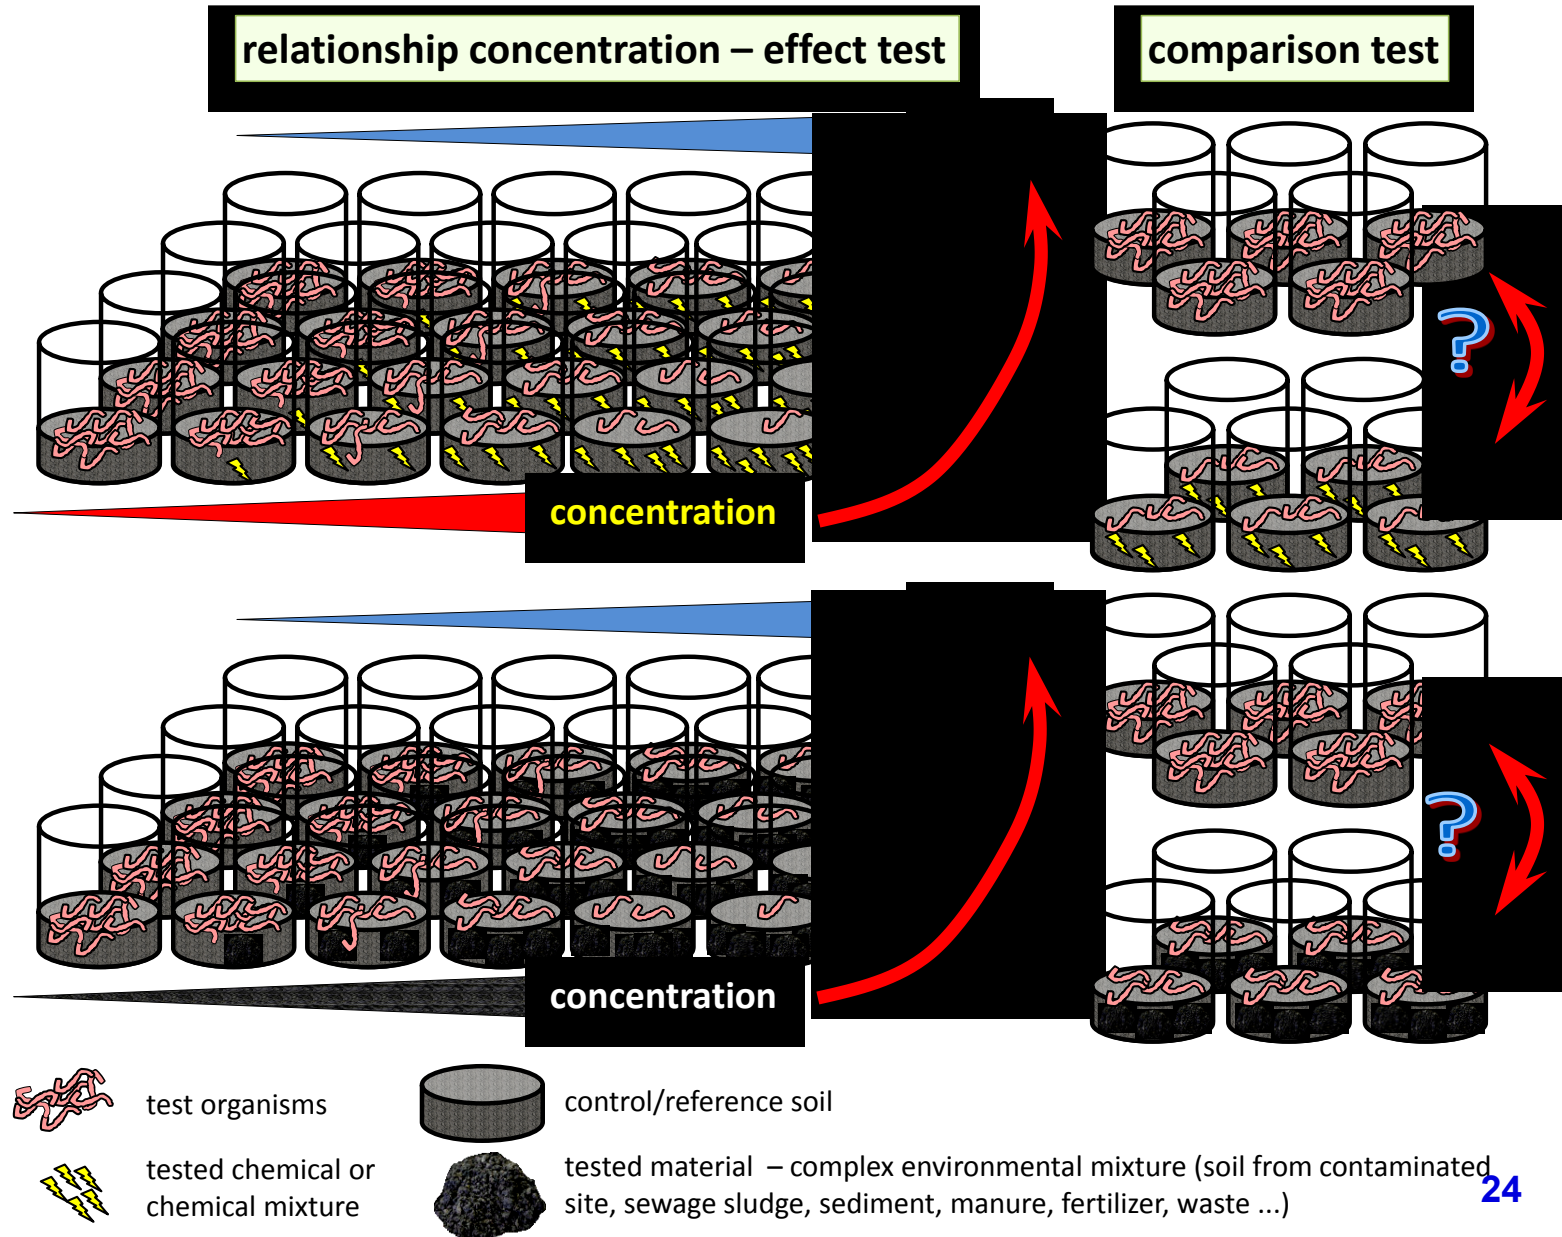 relationship concentration – effect test
comparison test
?
concentration
?
concentration
test organisms
control/reference soil
tested chemical or
chemical mixture
tested material – complex environmental mixture (soil from contaminated
site, sewage sludge, sediment, manure, fertilizer, waste ...)
24